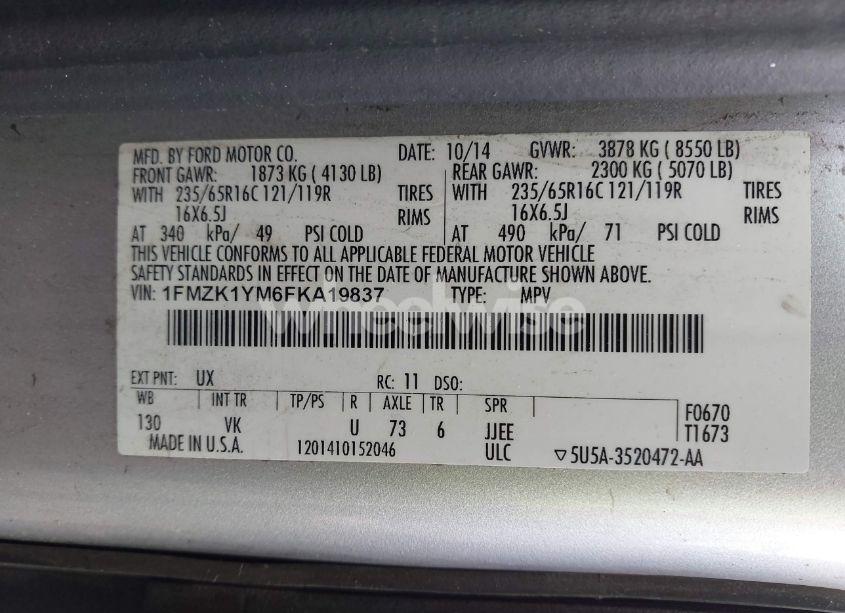 MFD. BY FORD MOTOR CO. DATE: 10/14 GVWR: 3878 KG ( 8550 LB)
FRONT GAWR: 1873 KG ( 4130 LB) REAR GAWR: 2300 KG ( 5070 LB)
WITH 235/65R16C 121/119R TIRES WITH 235/65R16C 121/119R TIRES
16X6.5J RIMS 16X6.5J RIMS
AT 340 kPa/ 49 PSI COLD AT 490 kPa/ 71 PSI COLD
THIS VEHICLE CONFORMS TO ALL APPLICABLE FEDERAL MOTOR VEHICLE
SAFETY STANDARDS IN EFFECT ON THE DATE OF MANUFACTURE SHOWN ABOVE.
VIN: 1FMZK1YM6FKA19837 TYPE: MPV
wheelwise
EXT PNT: UX RC: 11 DSO:
WB INT TR TP/PS R AXLE TR SPR F0670
130 VK U 73 6 JJEE T1673
MADE IN U.S.A. 1201410152046 ULC ▽5U5A-3520472-AA